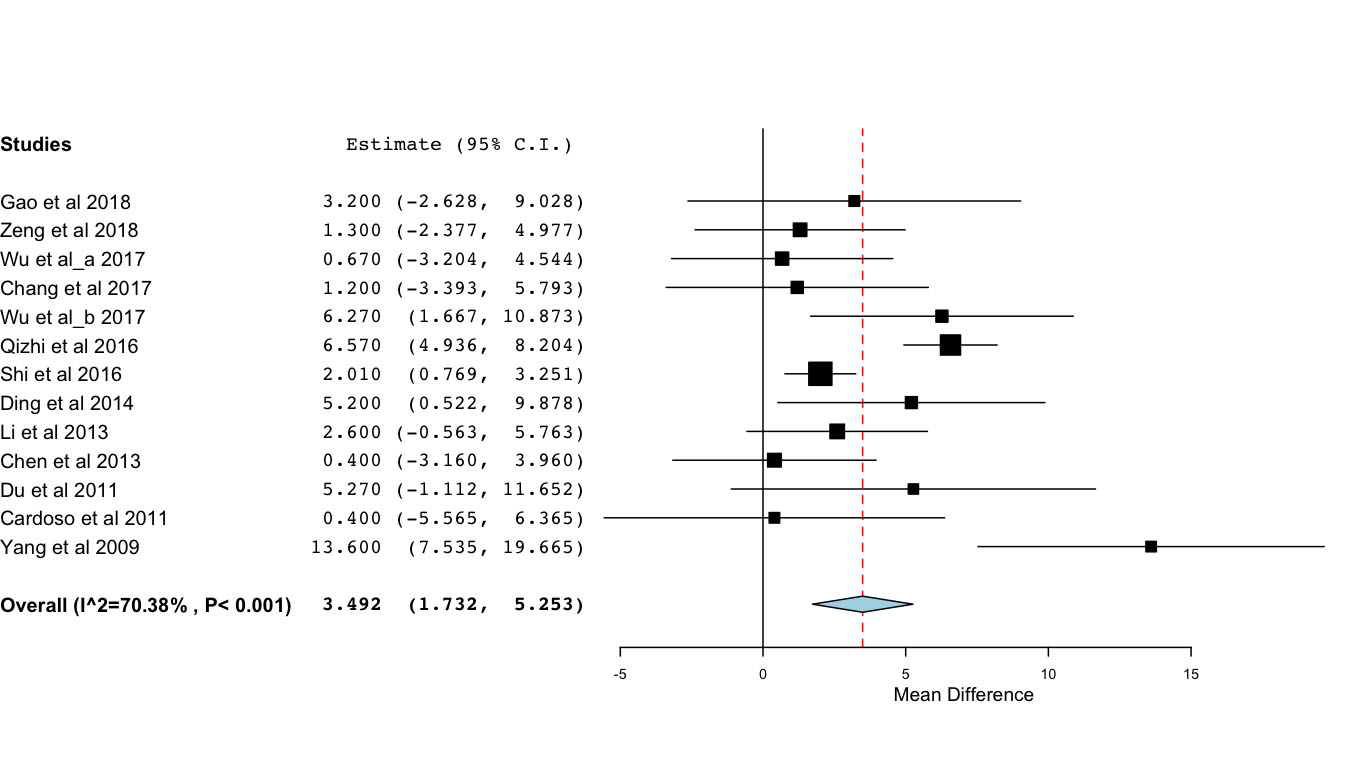 Studies Estimate (95% C.I.)
Gao et al 2018 3.200 (-2.628, 9.028)
Zeng et al 2018 1.300 (-2.377, 4.977)
Wu et al_a 2017 0.670 (-3.204, 4.544)
Chang et al 2017 1.200 (-3.393, 5.793)
Wu et al_b 2017 6.270 (1.667, 10.873)
Qizhi et al 2016 6.570 (4.936, 8.204)
Shi et al 2016 2.010 (0.769, 3.251)
Ding et al 2014 5.200 (0.522, 9.878)
Li et al 2013 2.600 (-0.563, 5.763)
Chen et al 2013 0.400 (-3.160, 3.960)
Du et al 2011 5.270 (-1.112, 11.652)
Cardoso et al 2011 0.400 (-5.565, 6.365)
Yang et al 2009 13.600 (7.535, 19.665)
Overall (I^2=70.38% , P< 0.001) 3.492 (1.732, 5.253)
-5 0 5 10 15
Mean Difference